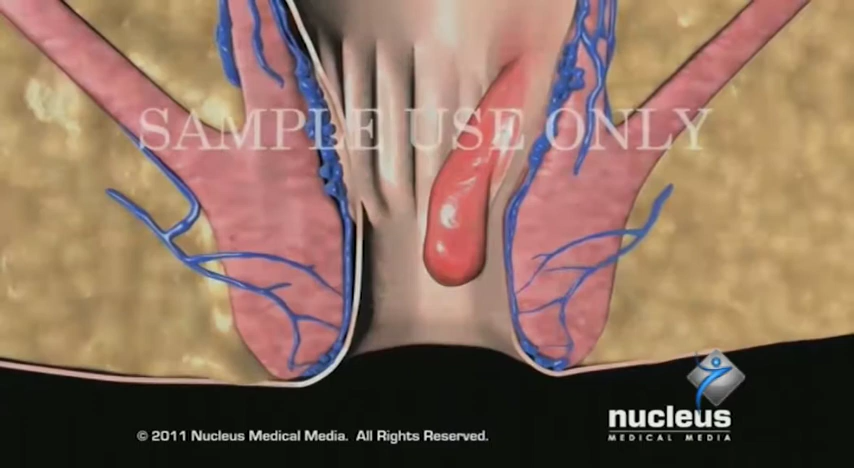 SAMPLE USE ONLY
© 2011 Nucleus Medical Media. All Rights Reserved.
nucleus
MEDICAL MEDIA